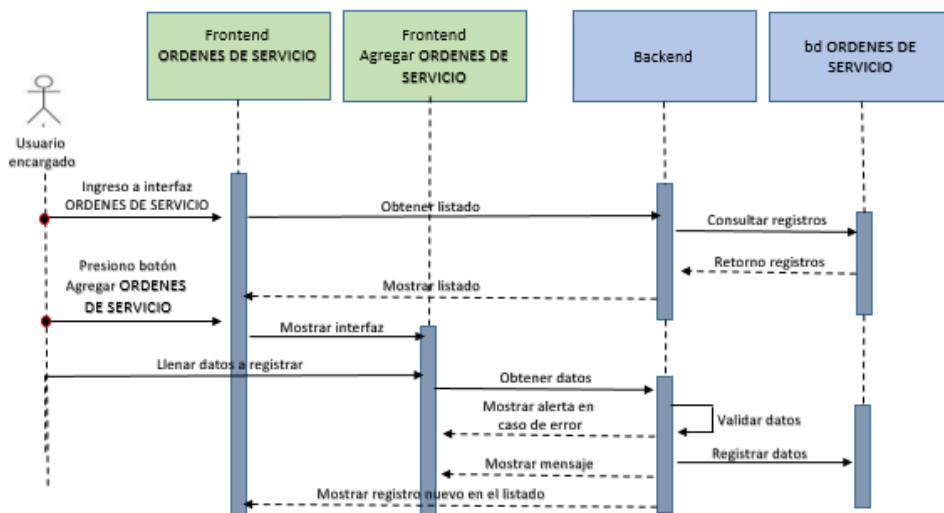 Frontend
ORDENES DE SERVICIO
Frontend
Agregar ORDENES DE
SERVICIO
Backend
bd ORDENES DE
SERVICIO
Usuario
encargado
Ingreso a interfaz
ORDENES DE SERVICIO
Obtener listado
Consultar registros
Retorno registros
Mostrar listado
Presiono botón
Agregar ORDENES
DE SERVICIO
Mostrar interfaz
Llenar datos a registrar
Obtener datos
Mostrar alerta en
caso de error
Validar datos
Registrar datos
Mostrar mensaje
Mostrar registro nuevo en el listado